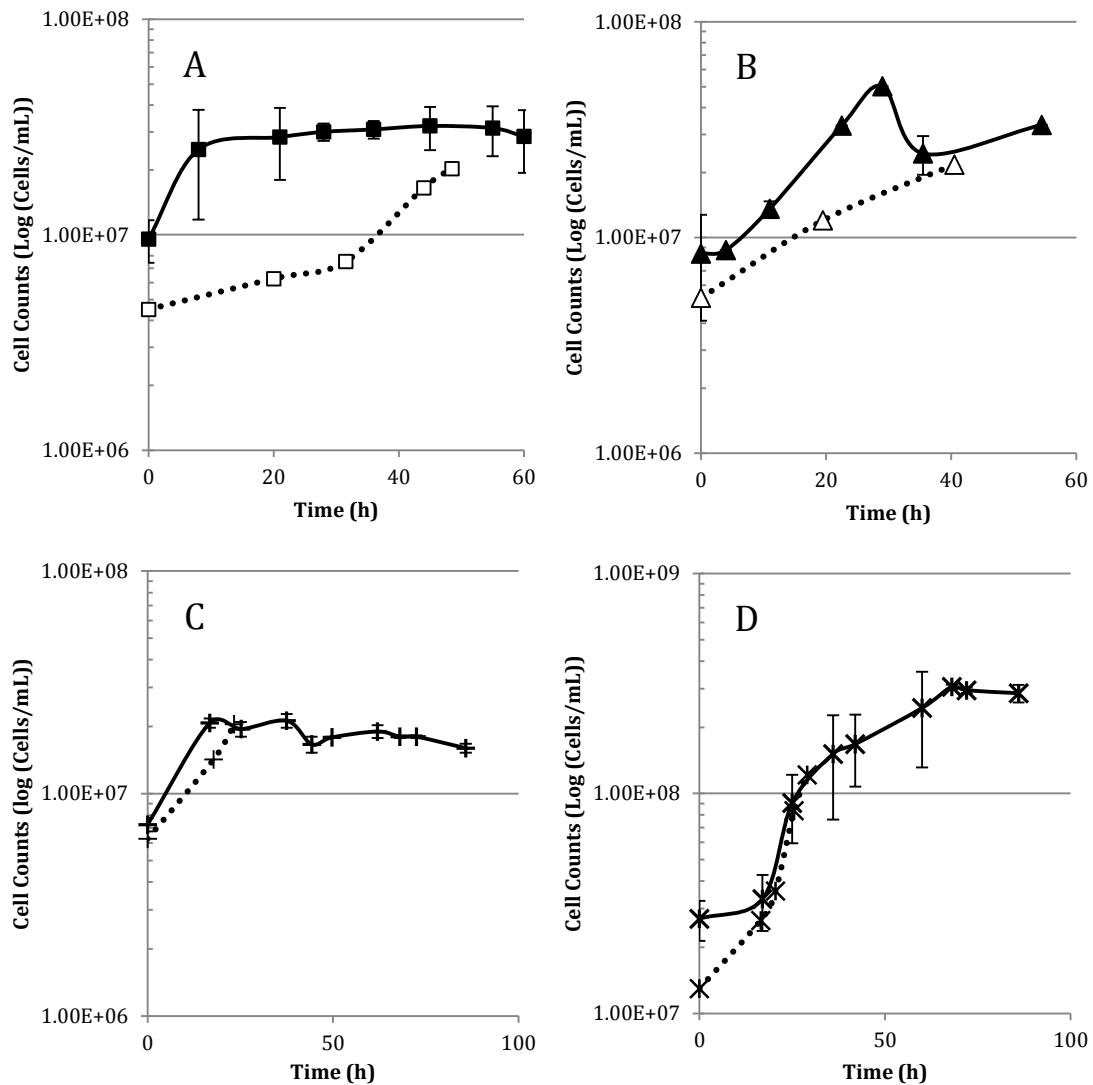 A
Cell Counts (Log (Cells/mL))
1.00E+08
1.00E+07
1.00E+06
0
20
40
60
Time (h)
B
Cell Counts (Log (Cells/mL))
1.00E+08
1.00E+07
1.00E+06
0
20
40
60
Time (h)
C
Cell Counts (log (Cells/mL))
1.00E+08
1.00E+07
1.00E+06
0
50
100
Time (h)
D
Cell Counts (Log (Cells/mL))
1.00E+09
1.00E+08
1.00E+07
0
50
100
Time (h)